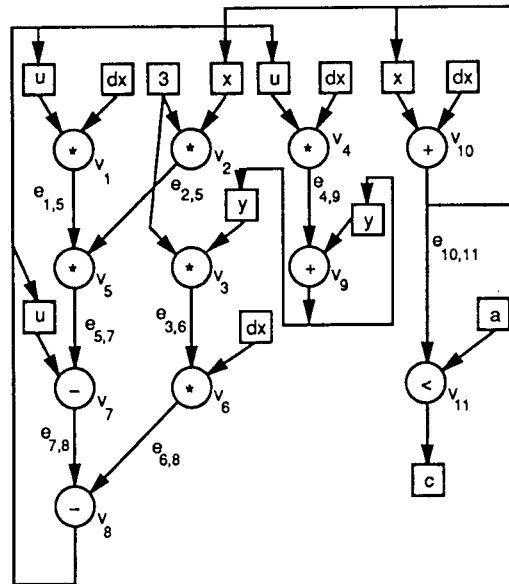 u dx 3 x u dx x dx
* v1 * v2 * v4 + v10
e1,5 e2,5 e4,9
y y
* v5 * v3 + v9 e10,11
u e5,7 e3,6 dx a
- v7 * v6 < v11
e7,8 e6,8 c
- v8